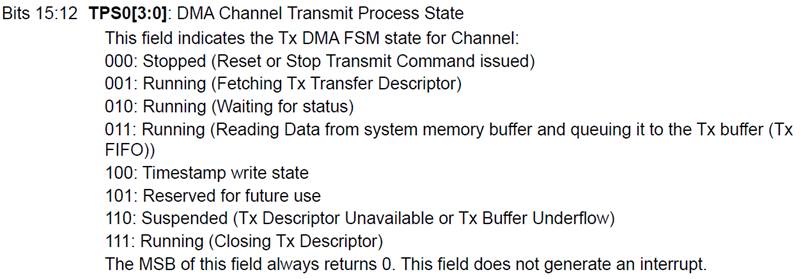 Bits 15:12 TPS0[3:0]: DMA Channel Transmit Process State
This field indicates the Tx DMA FSM state for Channel:
000: Stopped (Reset or Stop Transmit Command issued)
001: Running (Fetching Tx Transfer Descriptor)
010: Running (Waiting for status)
011: Running (Reading Data from system memory buffer and queuing it to the Tx buffer (Tx
FIFO))
100: Timestamp write state
101: Reserved for future use
110: Suspended (Tx Descriptor Unavailable or Tx Buffer Underflow)
111: Running (Closing Tx Descriptor)
The MSB of this field always returns 0. This field does not generate an interrupt.